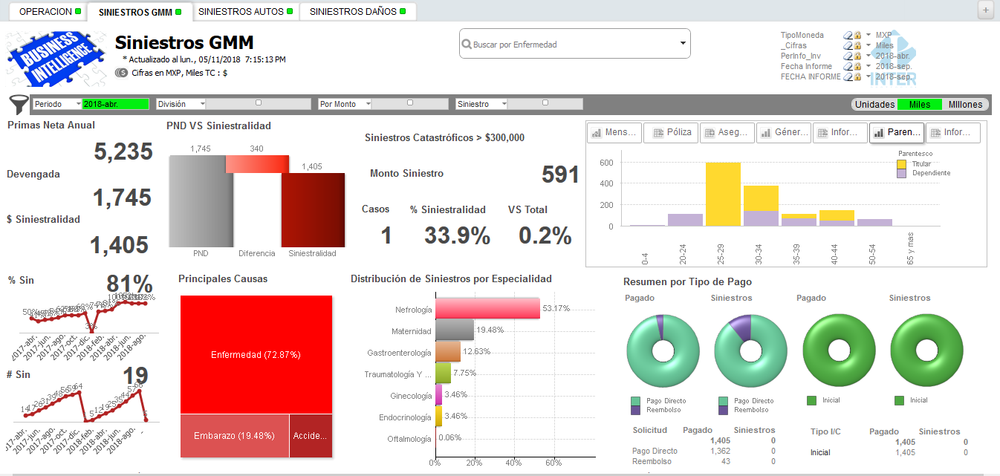 OPERACION
SINIESTROS GMM
SINIESTROS AUTOS
SINIESTROS DAÑOS
BUSINESS
INTELLIGENCE
Siniestros GMM
* Actualizado al lun., 05/11/2018 7:15:13 PM
Cifras en MXP, Miles TC : $
Buscar por Enfermedad
TipoMoneda MXP
_Cifras Miles
PerInfo_Inv 2018-abr.
Fecha Informe 2018-sep.
FECHA INFORME 2018-sep.
INTER
Periodo 2018-abr.
División
Por Monto
Siniestro
Unidades Miles MIllones
Primas Neta Anual
5,235
Devengada
1,745
$ Siniestralidad
1,405
% Sin
81%
2017-abr.
2017-jun.
2017-ago.
2017-oct.
2017-dic.
2018-feb.
2018-abr.
2018-jun.
2018-ago.
# Sin
19
2017-abr.
2017-jun.
2017-ago.
2017-oct.
2017-dic.
2018-feb.
2018-abr.
2018-jun.
2018-ago.
PND VS Siniestralidad
1,745
340
1,405
PND
Diferencia
Siniestralidad
Siniestros Catastróficos > $300,000
Monto Siniestro
591
Casos
% Siniestralidad
VS Total
1
33.9%
0.2%
Mens...
Póliza
Aseg...
Géner...
Infor...
Paren...
Infor...
Parentesco
Titular
Dependiente
600
400
200
0
0-4
20-24
25-29
30-34
35-39
40-44
50-54
65 y mas
Principales Causas
Enfermedad (72.87%)
Embarazo (19.48%)
Accide...
Distribución de Siniestros por Especialidad
Nefrología 53.17%
Maternidad 19.48%
Gastroenterología 12.63%
Traumatología Y ... 7.75%
Ginecología 3.46%
Endocrinología 3.46%
Oftalmología 0.06%
0% 20% 40% 60%
Resumen por Tipo de Pago
Pagado
Siniestros
Pagado
Siniestros
Pago Directo
Reembolso
Pago Directo
Reembolso
Inicial
Inicial
Solicitud Pagado Siniestros
1,405 0
Pago Directo 1,362 0
Reembolso 43 0
Tipo I/C Pagado Siniestros
1,405 0
Inicial 1,405 0